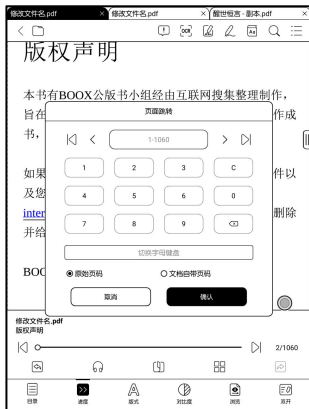 修改文件名.pdf × 修改文件名.pdf × 醒世恒言 - 副本.pdf ×
OCR Aa
版权声明
本书有BOOX公版书小组经由互联网搜集整理制作，
旨在 作成
书，
如果 件以
及您
inter 删除
并给
BOO
页面跳转
1-1060
1 2 3 C
4 5 6 0
7 8 9
切换字母键盘
原始页码 文档自带页码
取消 确认
修改文件名.pdf
版权声明
2/1060
目录 进度 版式 对比度 浏览 双开